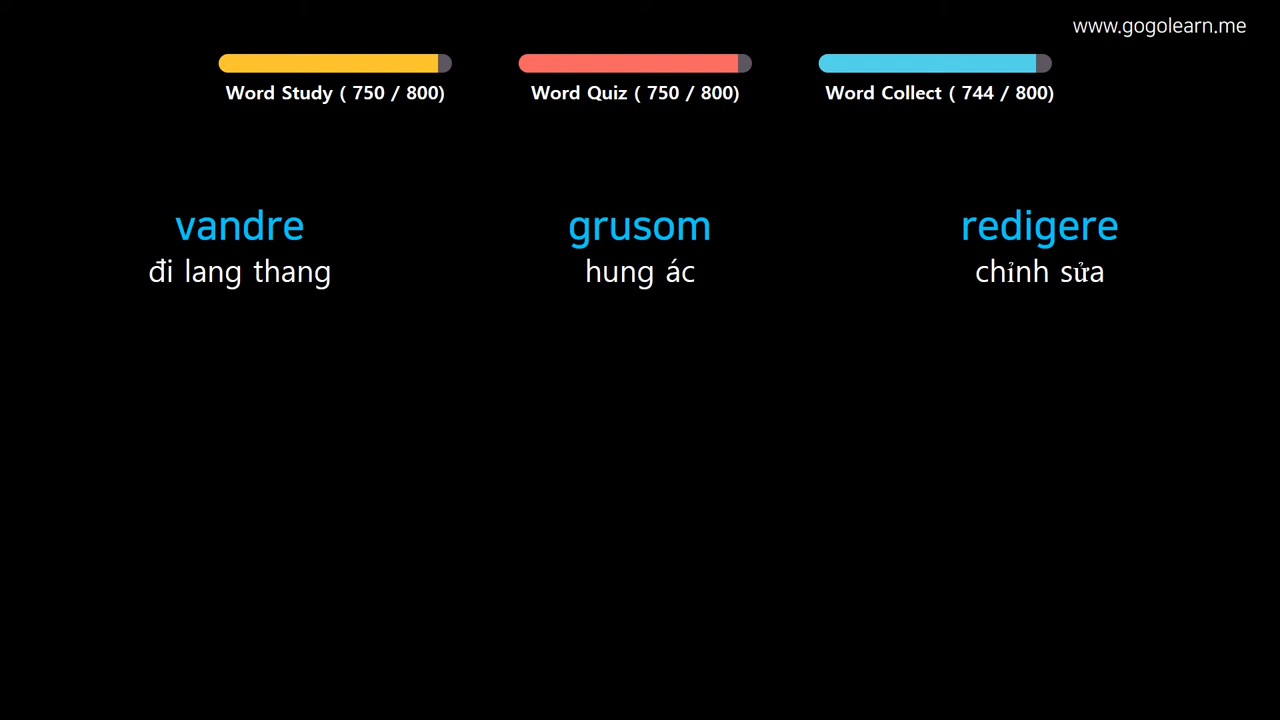 www.gogolearn.me
Word Study ( 750 / 800)
Word Quiz ( 750 / 800)
Word Collect ( 744 / 800)
vandre
đi lang thang
grusom
hung ác
redigere
chỉnh sửa